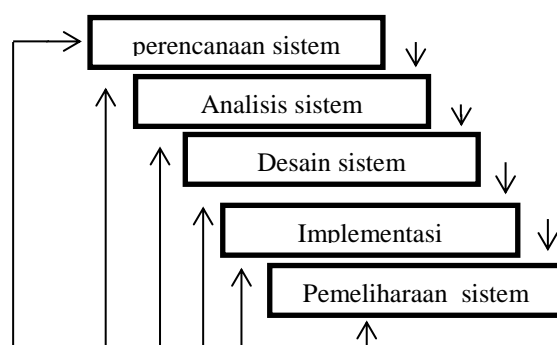 perencanaan sistem
Analisis sistem
Desain sistem
Implementasi
Pemeliharaan sistem